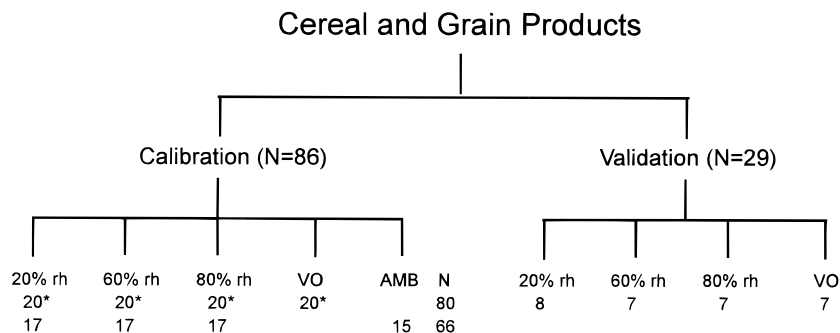 Cereal and Grain Products
Calibration (N=86) Validation (N=29)
20% rh 60% rh 80% rh VO AMB N 20% rh 60% rh 80% rh VO
20* 20* 20* 20* 80 8 7 7 7
17 17 17 15 66